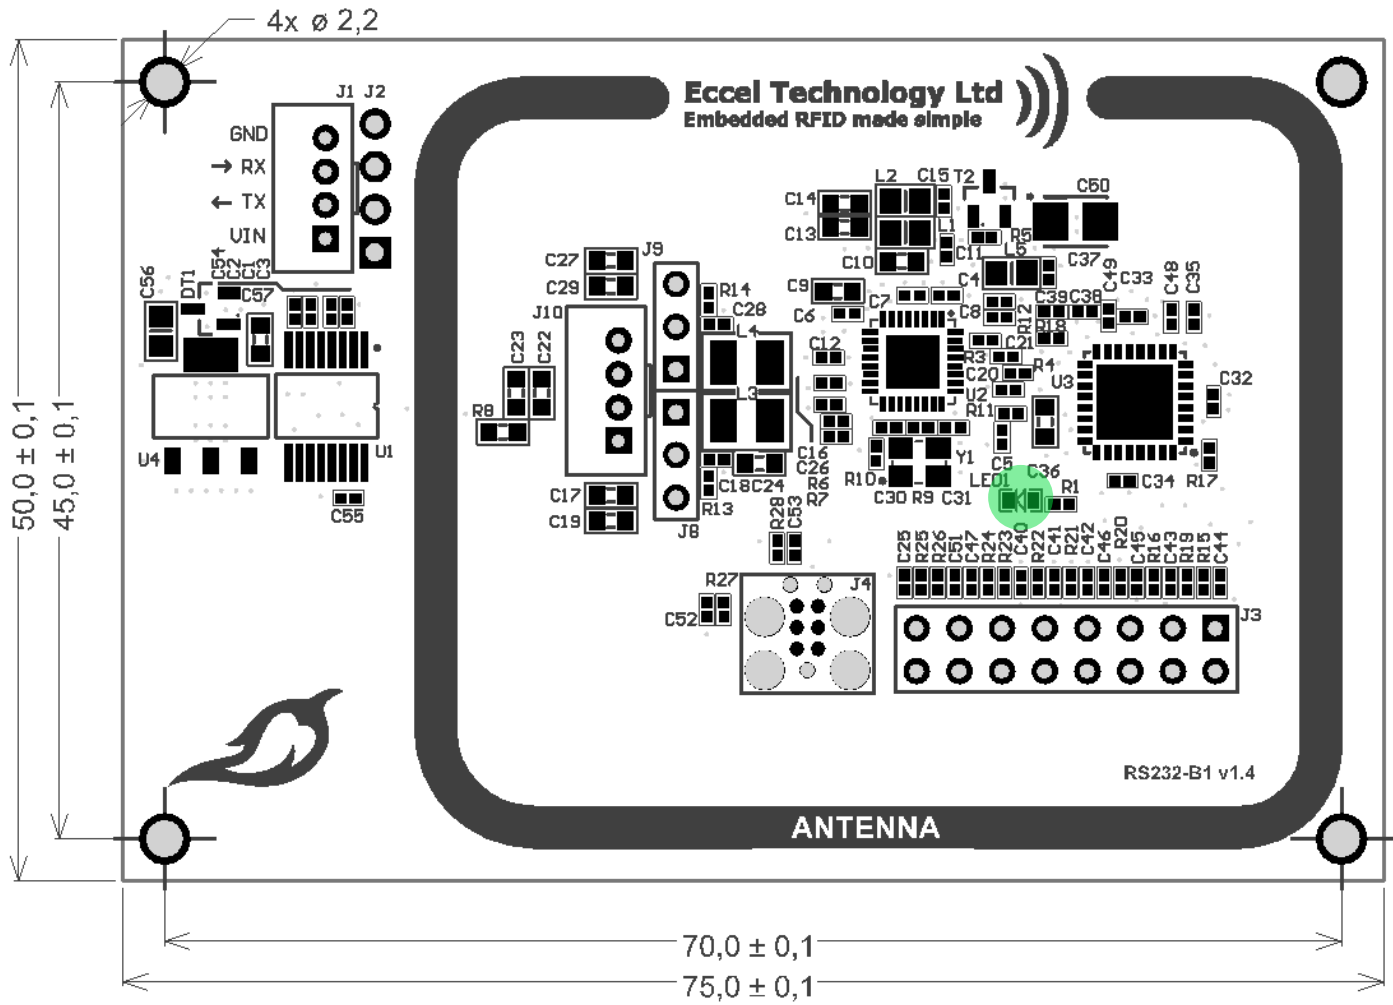 4x ø 2,2
Eccel Technology Ltd
Embedded RFID made simple
J1 J2
GND
→ RX
← TX
VIN
C56
DT1
C54
C2
C1
C3
C57
U4
U1
C55
C27
C29
J9
J10
C23
C22
R8
C17
C19
R14
C28
L4
L3
C18
C24
R13
J8
C16
C26
R6
R7
C14
C13
L2
C15
T2
C50
L1
C11
R5
L5
C10
C4
C37
C9
C7
C6
C8
C39
C38
C49
C33
C48
C35
R12
R18
C12
R3
C21
C20
R4
U3
U2
R11
C32
C5
C36
Y1
R10
C30
R9
C31
LED1
R1
C34
R17
R28
C53
R27
C52
J4
C25
R25
R26
C51
C47
R24
R23
C40
R22
C41
R21
C42
C46
R20
C45
R16
C43
R19
R15
C44
J3
RS232-B1 v1.4
ANTENNA
50,0 ± 0,1
45,0 ± 0,1
70,0 ± 0,1
75,0 ± 0,1